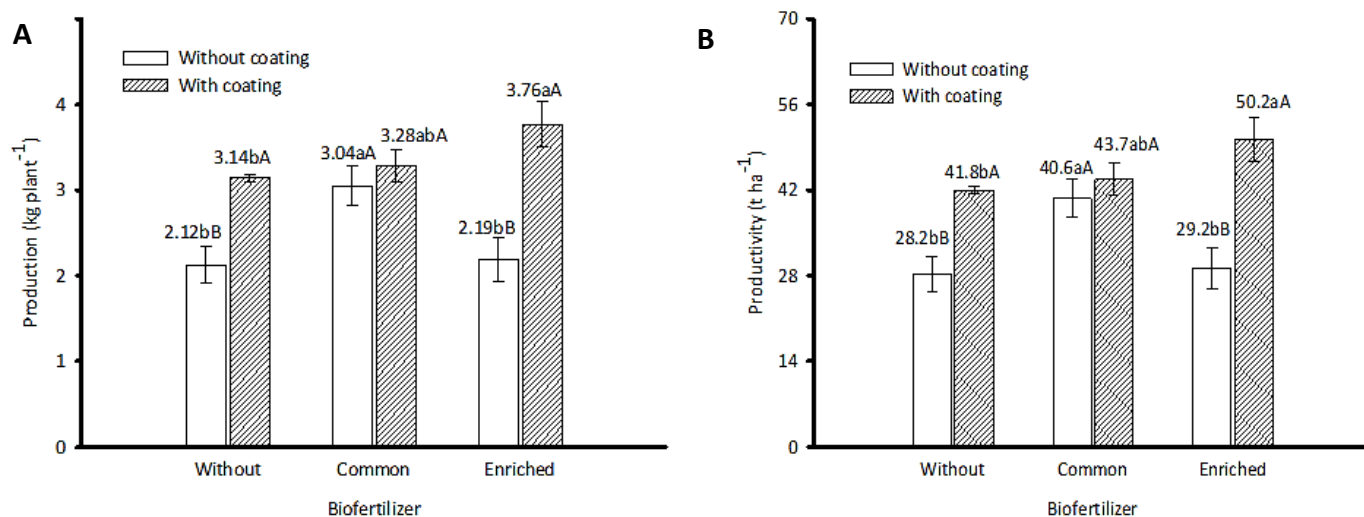 A
Production (kg plant⁻¹)
4
3
2
1
0
Without coating
With coating
2.12bB
3.14bA
3.04aA
3.28abA
2.19bB
3.76aA
Without
Common
Enriched
Biofertilizer
B
Productivity (t ha⁻¹)
70
56
42
28
14
0
Without coating
With coating
28.2bB
41.8bA
40.6aA
43.7abA
29.2bB
50.2aA
Without
Common
Enriched
Biofertilizer